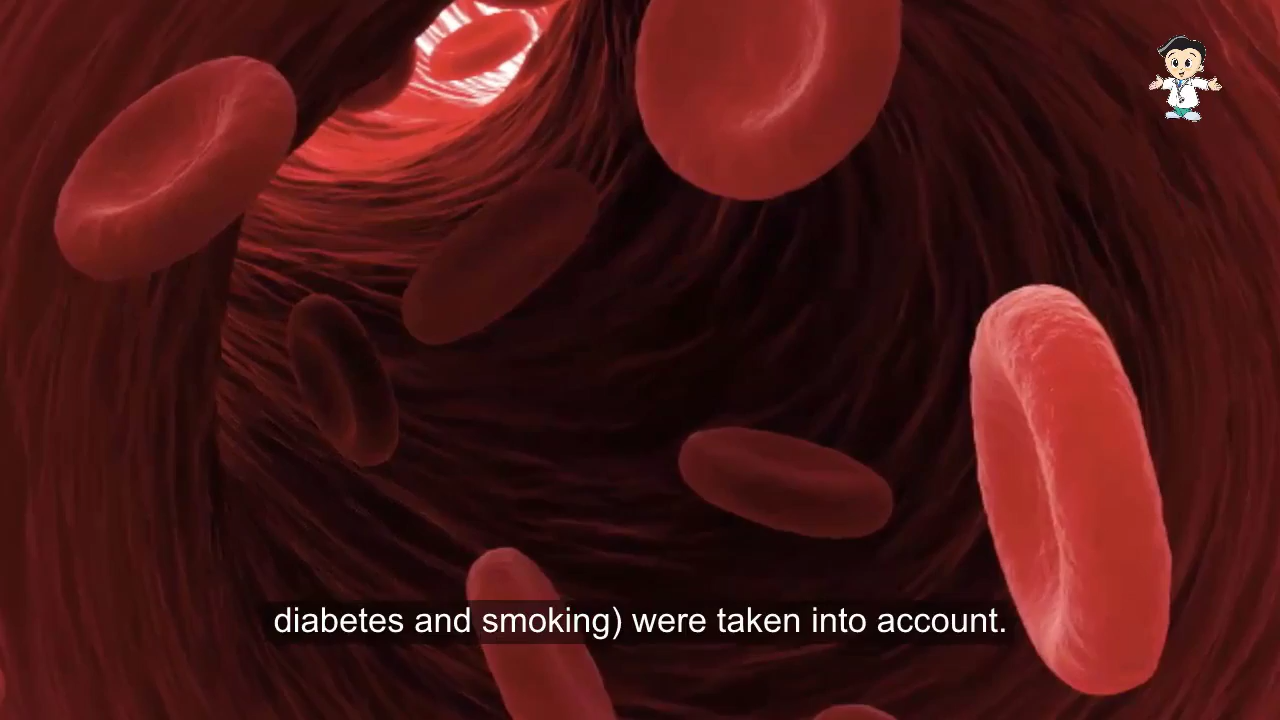 diabetes and smoking) were taken into account.